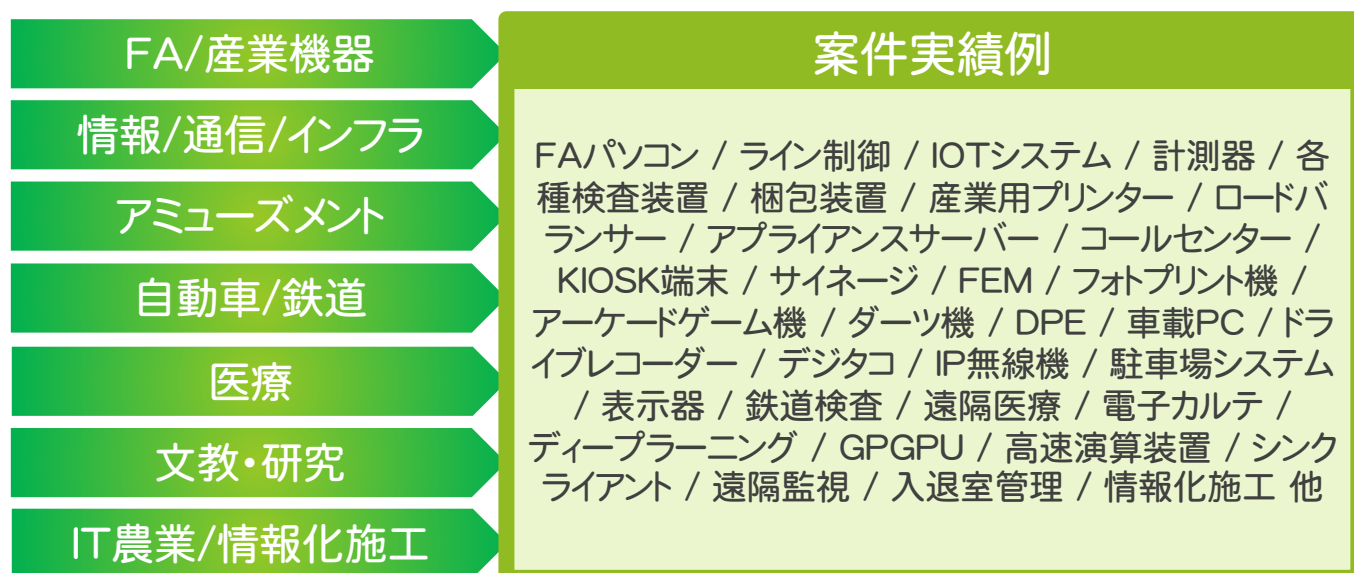 FA/産業機器
情報/通信/インフラ
アミューズメント
自動車/鉄道
医療
文教・研究
IT農業/情報化施工
案件実績例
FAパソコン / ライン制御 / IOTシステム / 計測器 / 各
種検査装置 / 梱包装置 / 産業用プリンター / ロードバ
ランサー / アプライアンスサーバー / コールセンター /
KIOSK端末 / サイネージ / FEM / フォトプリント機 /
アーケードゲーム機 / ダーツ機 / DPE / 車載PC / ドラ
イブレコーダー / デジタコ / IP無線機 / 駐車場システム
/ 表示器 / 鉄道検査 / 遠隔医療 / 電子カルテ /
ディープラーニング / GPGPU / 高速演算装置 / シンク
ライアント / 遠隔監視 / 入退室管理 / 情報化施工 他